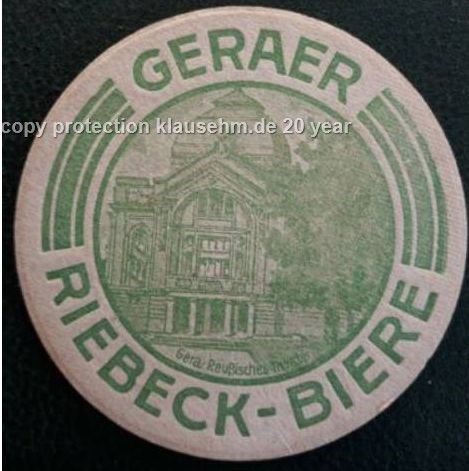 GERAER
copy protection klausehm.de 20 year
Gera, Reußisches Theater
RIEBECK-BIERE